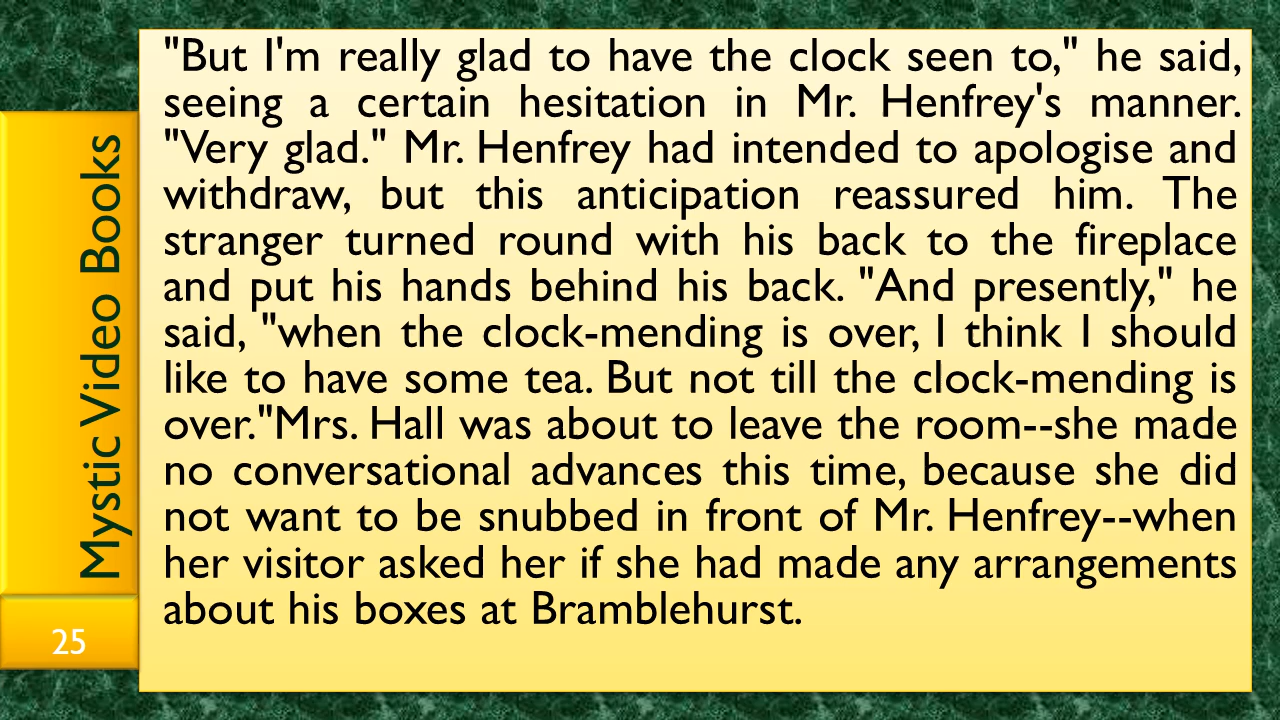 "But I'm really glad to have the clock seen to," he said,
seeing a certain hesitation in Mr. Henfrey's manner.
"Very glad." Mr. Henfrey had intended to apologise and
withdraw, but this anticipation reassured him. The
stranger turned round with his back to the fireplace
and put his hands behind his back. "And presently," he
said, "when the clock-mending is over, I think I should
like to have some tea. But not till the clock-mending is
over."Mrs. Hall was about to leave the room--she made
no conversational advances this time, because she did
not want to be snubbed in front of Mr. Henfrey--when
her visitor asked her if she had made any arrangements
about his boxes at Bramblehurst.
Mystic Video Books
25